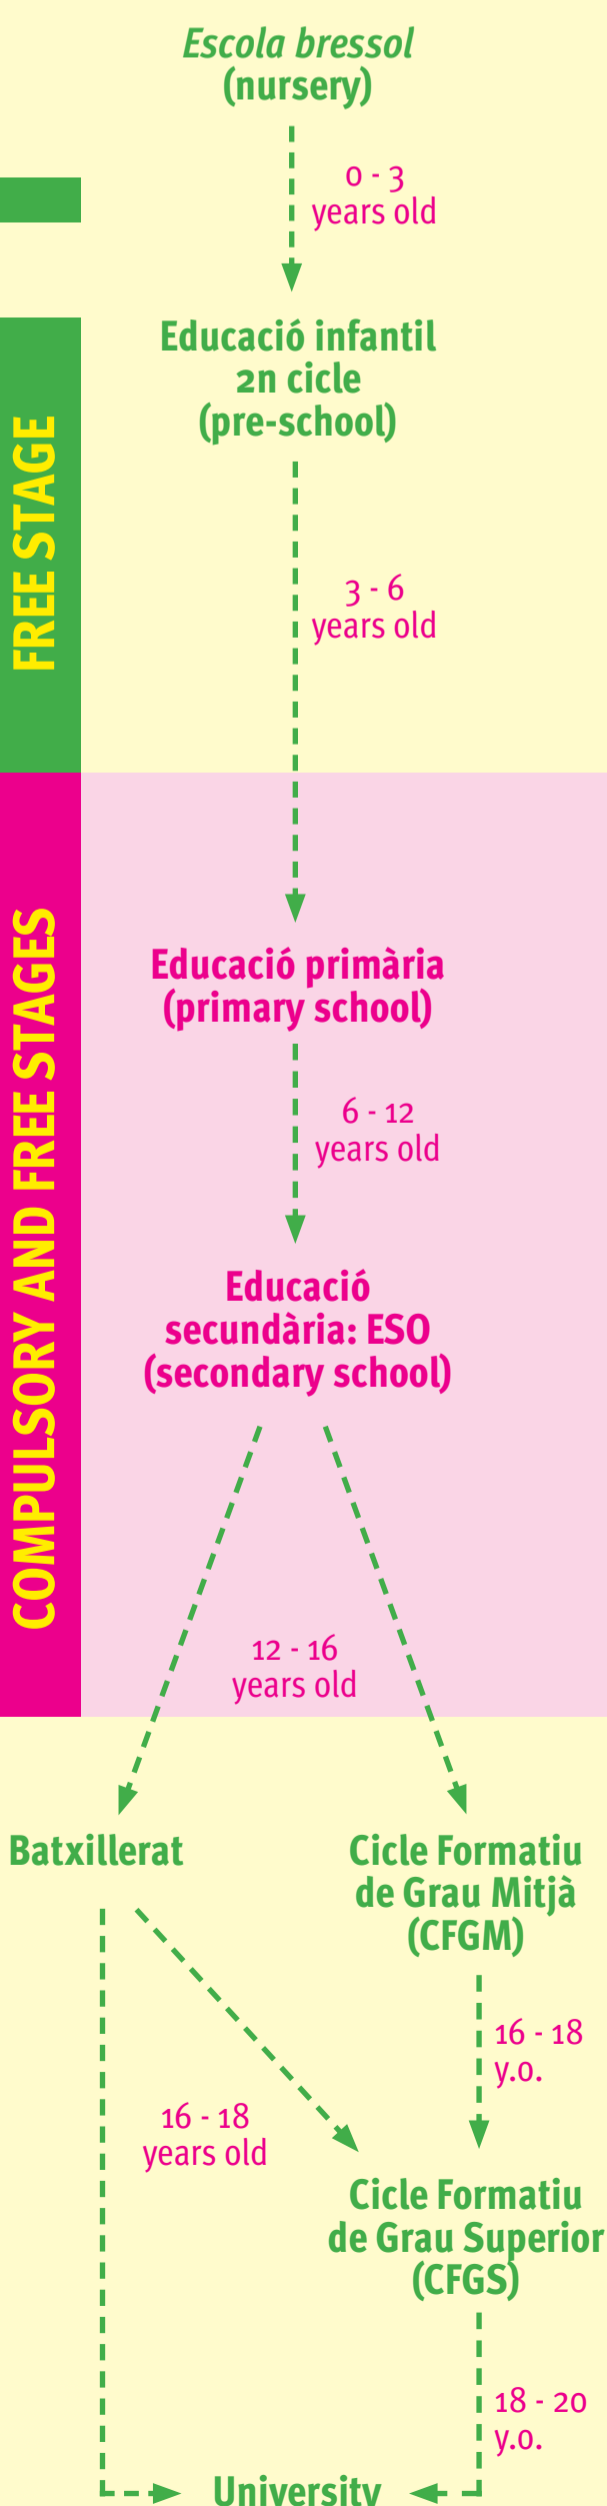 Escola bressol
(nursery)
0 - 3
years old
FREE STAGE
Educació infantil
2n cicle
(pre-school)
3 - 6
years old
COMPULSORY AND FREE STAGES
Educació primària
(primary school)
6 - 12
years old
Educació
secundària: ESO
(secondary school)
12 - 16
years old
Batxillerat
Cicle Formatiu
de Grau Mitjà
(CFGM)
16 - 18
y.o.
16 - 18
years old
Cicle Formatiu
de Grau Superior
(CFGS)
18 - 20
y.o.
University